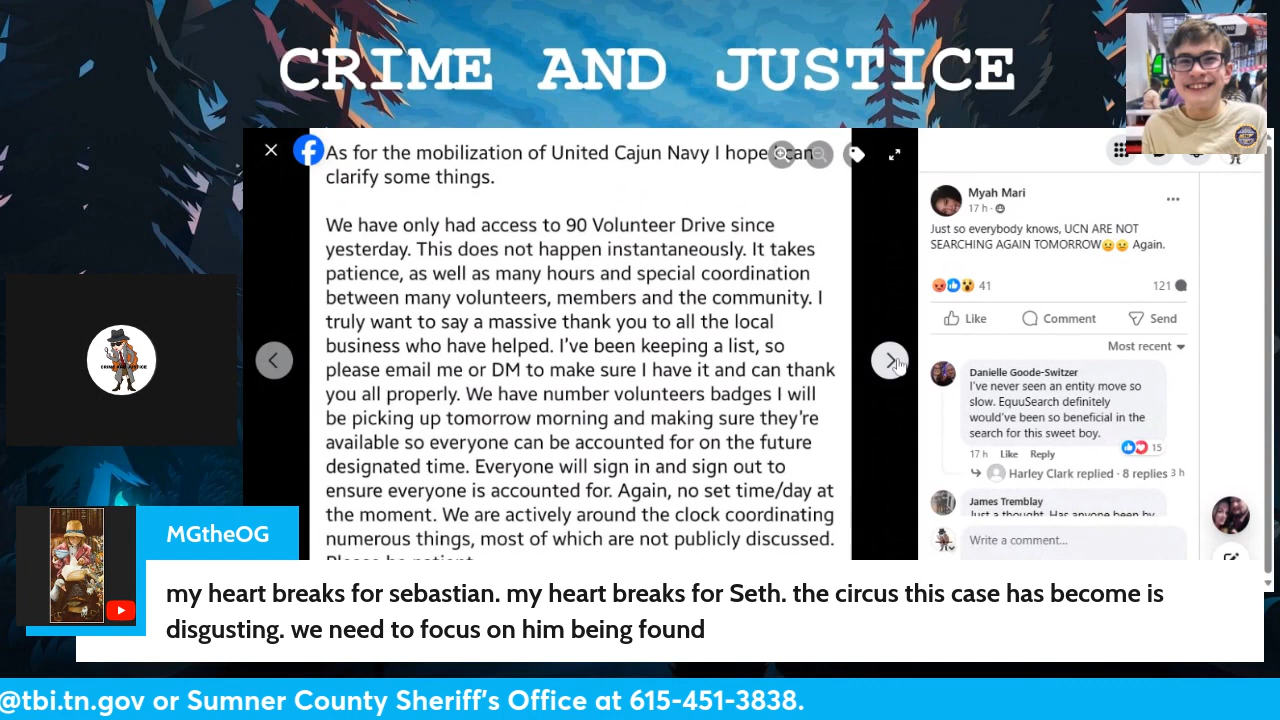 CRIME AND JUSTICE
As for the mobilization of United Cajun Navy I hope I can
clarify some things.
We have only had access to 90 Volunteer Drive since
yesterday. This does not happen instantaneously. It takes
patience, as well as many hours and special coordination
between many volunteers, members and the community. I
truly want to say a massive thank you to all the local
business who have helped. I've been keeping a list, so
please email me or DM to make sure I have it and can thank
you all properly. We have number volunteers badges I will
be picking up tomorrow morning and making sure they're
available so everyone can be accounted for on the future
designated time. Everyone will sign in and sign out to
ensure everyone is accounted for. Again, no set time/day at
the moment. We are actively around the clock coordinating
numerous things, most of which are not publicly discussed.
Please be patient
Myah Mari
17 h
Just so everybody knows, UCN ARE NOT
SEARCHING AGAIN TOMORROW😕😕 Again.
41
121
Like
Comment
Send
Most recent
Danielle Goode-Switzer
I've never seen an entity move so
slow. EquuSearch definitely
would've been so beneficial in the
search for this sweet boy.
15
17 h Like Reply
Harley Clark replied · 8 replies 3 h
James Tremblay
Just a thought. Has anyone been by
Write a comment...
CRIME AND JUSTICE
MGtheOG
my heart breaks for sebastian. my heart breaks for Seth. the circus this case has become is
disgusting. we need to focus on him being found
@tbi.tn.gov or Sumner County Sheriff's Office at 615-451-3838.